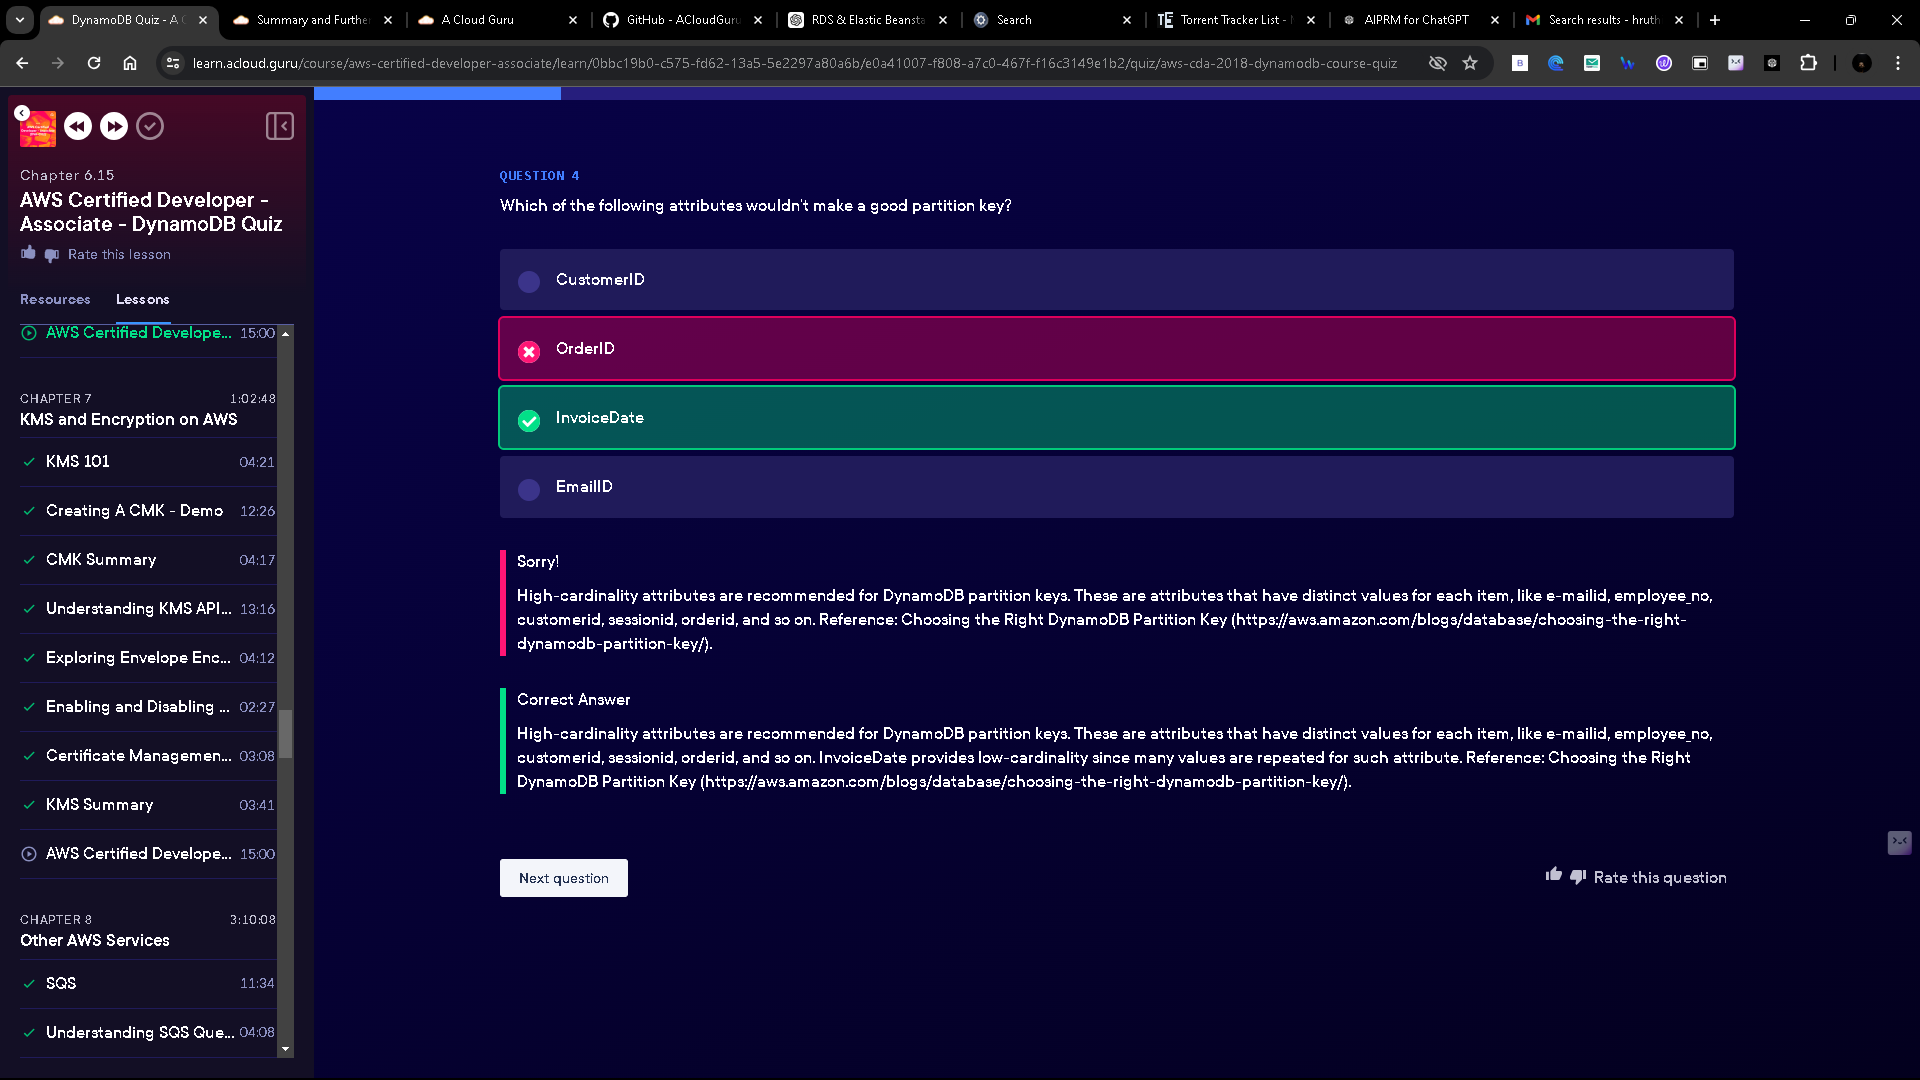 DynamoDB Quiz - A C
Summary and Further
A Cloud Guru
GitHub - ACloudGuru
RDS & Elastic Beansta
Search
Torrent Tracker List -
AIPRM for ChatGPT
Search results - hruth
learn.acloud.guru/course/aws-certified-developer-associate/learn/0bbc19b0-c575-fd62-13a5-5e2297a80a6b/e0a41007-f808-a7c0-467f-f16c3149e1b2/quiz/aws-cda-2018-dynamodb-course-quiz
Chapter 6.15
AWS Certified Developer -
Associate - DynamoDB Quiz
Rate this lesson
Resources
Lessons
AWS Certified Develope... 15:00
CHAPTER 7 1:02:48
KMS and Encryption on AWS
KMS 101 04:21
Creating A CMK - Demo 12:26
CMK Summary 04:17
Understanding KMS API... 13:16
Exploring Envelope Enc... 04:12
Enabling and Disabling ... 02:27
Certificate Managemen... 03:08
KMS Summary 03:41
AWS Certified Develope... 15:00
CHAPTER 8 3:10:08
Other AWS Services
SQS 11:34
Understanding SQS Que... 04:08
QUESTION 4
Which of the following attributes wouldn't make a good partition key?
CustomerID
OrderID
InvoiceDate
EmailID
Sorry!
High-cardinality attributes are recommended for DynamoDB partition keys. These are attributes that have distinct values for each item, like e-mailid, employee_no,
customerid, sessionid, orderid, and so on. Reference: Choosing the Right DynamoDB Partition Key (https://aws.amazon.com/blogs/database/choosing-the-right-
dynamodb-partition-key/).
Correct Answer
High-cardinality attributes are recommended for DynamoDB partition keys. These are attributes that have distinct values for each item, like e-mailid, employee_no,
customerid, sessionid, orderid, and so on. InvoiceDate provides low-cardinality since many values are repeated for such attribute. Reference: Choosing the Right
DynamoDB Partition Key (https://aws.amazon.com/blogs/database/choosing-the-right-dynamodb-partition-key/).
Next question
Rate this question